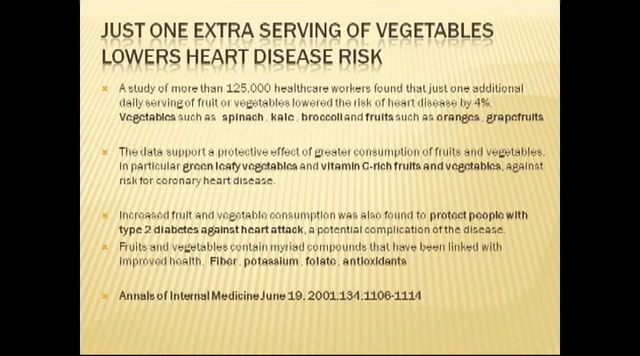 JUST ONE EXTRA SERVING OF VEGETABLES
LOWERS HEART DISEASE RISK
A study of more than 125,000 healthcare workers found that just one additional
daily serving of fruit or vegetables lowered the risk of heart disease by 4%.
Vegetables such as spinach, kale, broccoli and fruits such as oranges, grapefruits
The data support a protective effect of greater consumption of fruits and vegetables,
in particular green leafy vegetables and vitamin C-rich fruits and vegetables, against
risk for coronary heart disease.
Increased fruit and vegetable consumption was also found to protect people with
type 2 diabetes against heart attack, a potential complication of the disease.
Fruits and vegetables contain myriad compounds that have been linked with
improved health. Fiber, potassium, folate, antioxidants
Annals of Internal Medicine June 19, 2001;134:1106-1114